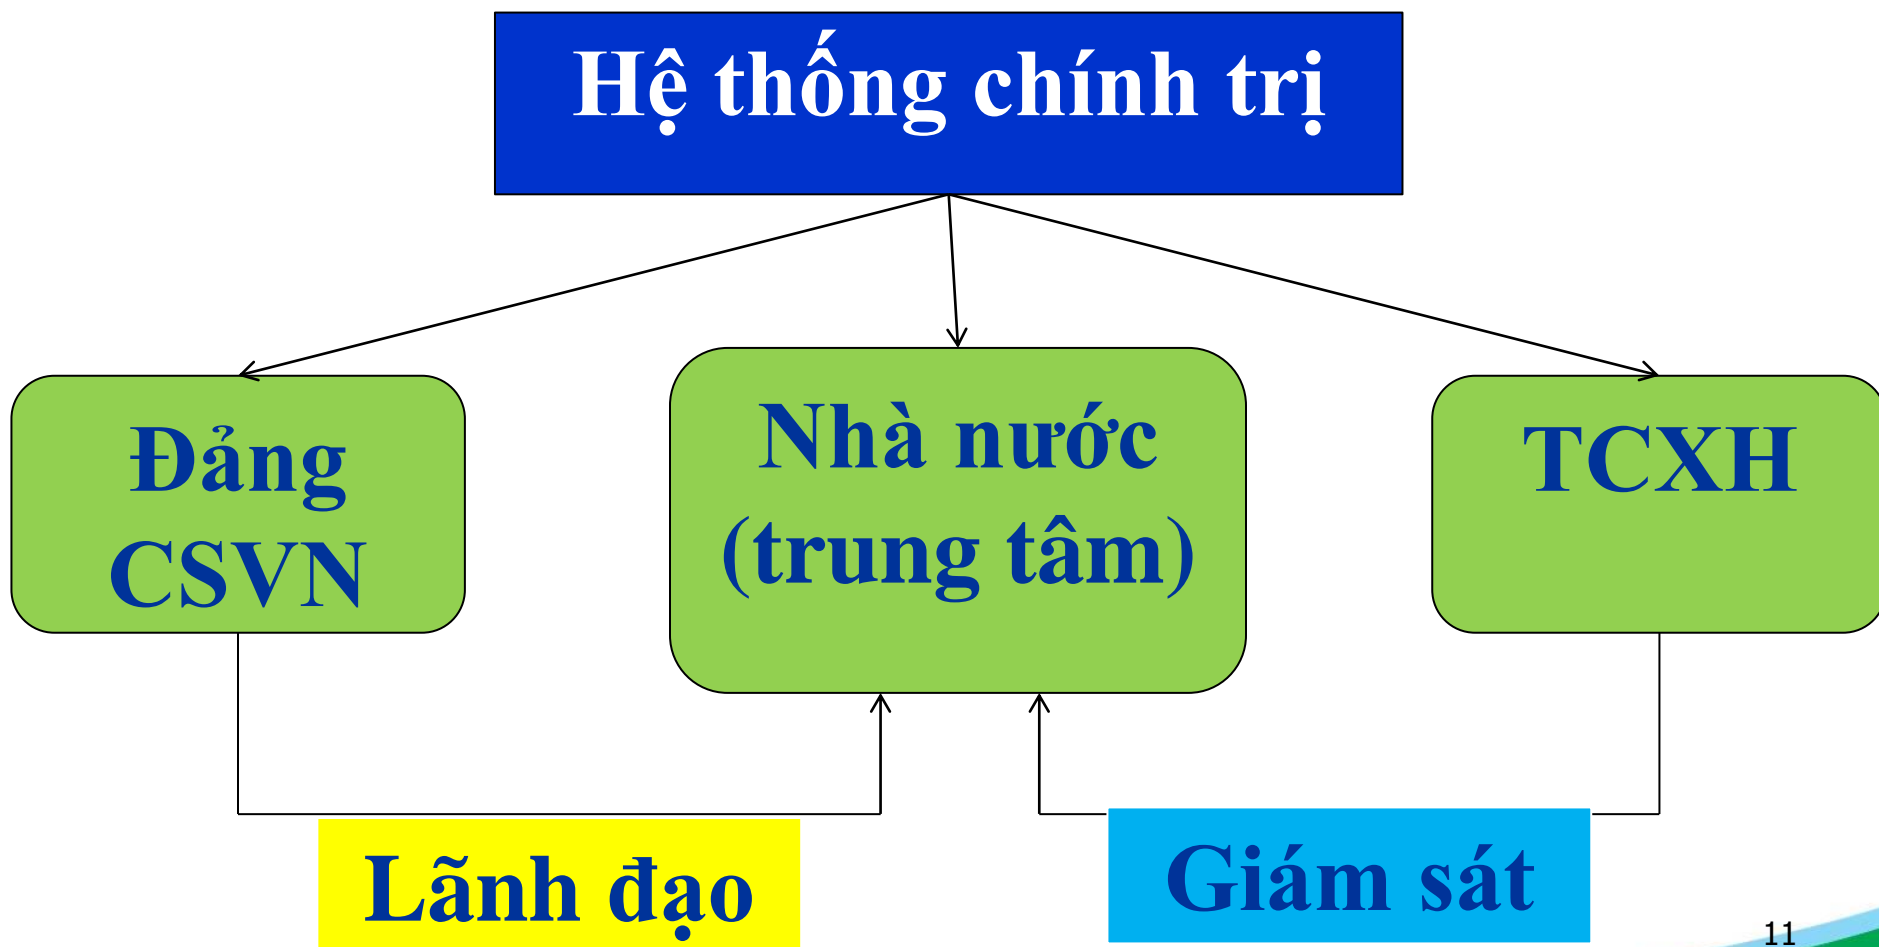 Hệ thống chính trị
Đảng
CSVN
Nhà nước
(trung tâm)
TCXH
Lãnh đạo
Giám sát
11